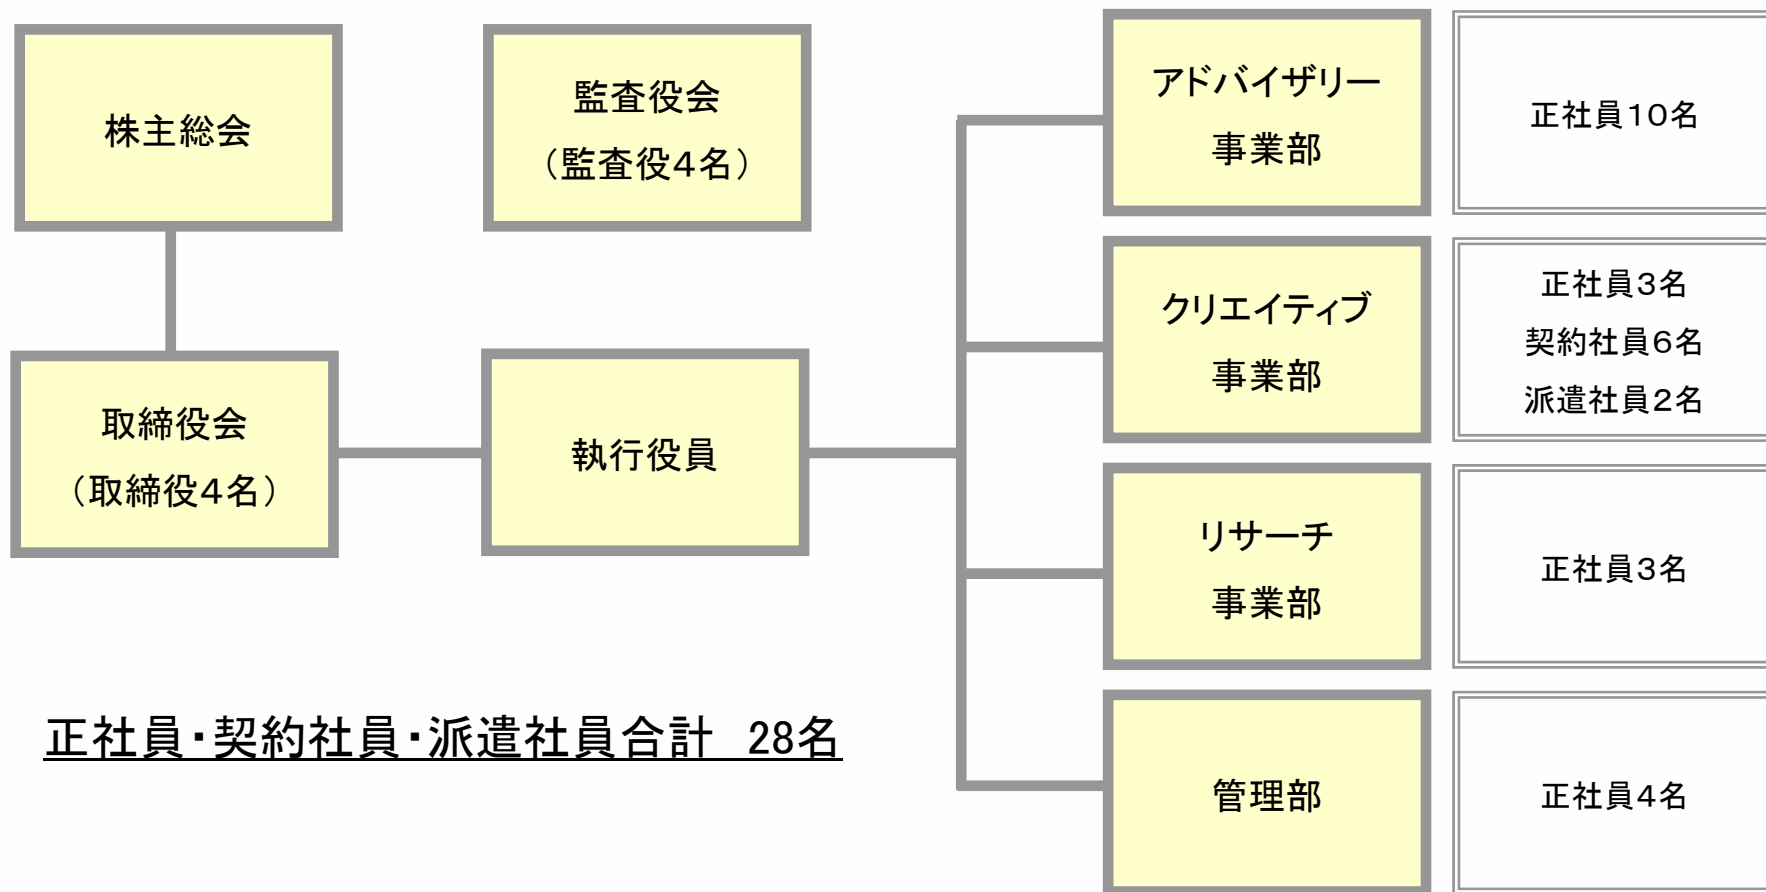 株主総会
監査役会
（監査役4名）
取締役会
（取締役4名）
執行役員
アドバイザリー
事業部
正社員10名
クリエイティブ
事業部
正社員3名
契約社員6名
派遣社員2名
リサーチ
事業部
正社員3名
管理部
正社員4名
正社員・契約社員・派遣社員合計　28名